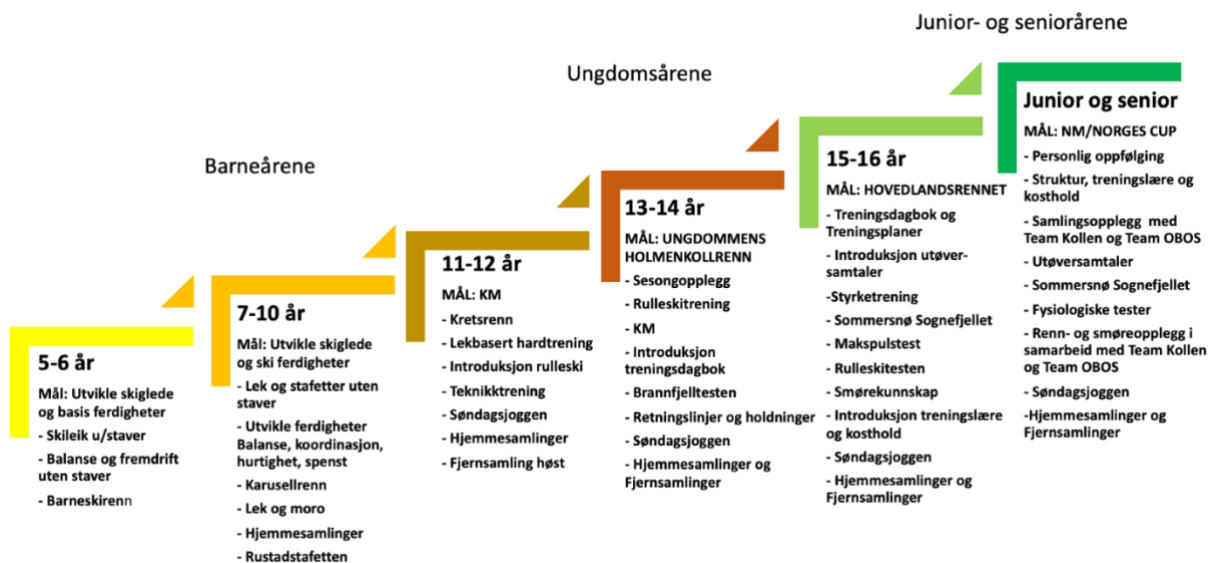 Junior- og seniorårene
Ungdomsårene
Barneårene
5-6 år
Mål: Utvikle skiglede
og basis ferdigheter
- Skileik u/staver
- Balanse og fremdrift
uten staver
- Barneskirenn
7-10 år
Mål: Utvikle skiglede
og ski ferdigheter
- Lek og stafetter uten
staver
- Utvikle ferdigheter
Balanse, koordinasjon,
hurtighet, spenst
- Karusellrenn
- Lek og moro
- Hjemmesamlinger
- Rustadstafetten
11-12 år
MÅL: KM
- Kretsrenn
- Lekbasert hardtrening
- Introduksjon rulleski
- Teknikktrening
- Søndagsjoggen
- Hjemmesamlinger
- Fjernsamling høst
13-14 år
MÅL: UNGDOMMENS
HOLMENKOLLRENN
- Sesongopplegg
- Rulleskitrening
- KM
- Introduksjon
treningsdagbok
- Brannfjelltesten
- Retningslinjer og holdninger
- Søndagsjoggen
- Hjemmesamlinger og
Fjernsamlinger
15-16 år
MÅL: HOVEDLANDSRENNET
- Treningsdagbok og
Treningsplaner
- Introduksjon utøver-
samtaler
-Styrketrening
- Sommersnø Sognefjellet
- Makspulstest
- Rulleskitesten
- Smørekunnskap
- Introduksjon treningslære
og kosthold
- Søndagsjoggen
- Hjemmesamlinger og
Fjernsamlinger
Junior og senior
MÅL: NM/NORGES CUP
- Personlig oppfølging
- Struktur, treningslære og
kosthold
- Samlingsopplegg med
Team Kollen og Team OBOS
- Utøversamtaler
- Sommersnø Sognefjellet
- Fysiologiske tester
- Renn- og smøreopplegg i
samarbeid med Team Kollen
og Team OBOS
- Søndagsjoggen
-Hjemmesamlinger og
Fjernsamlinger